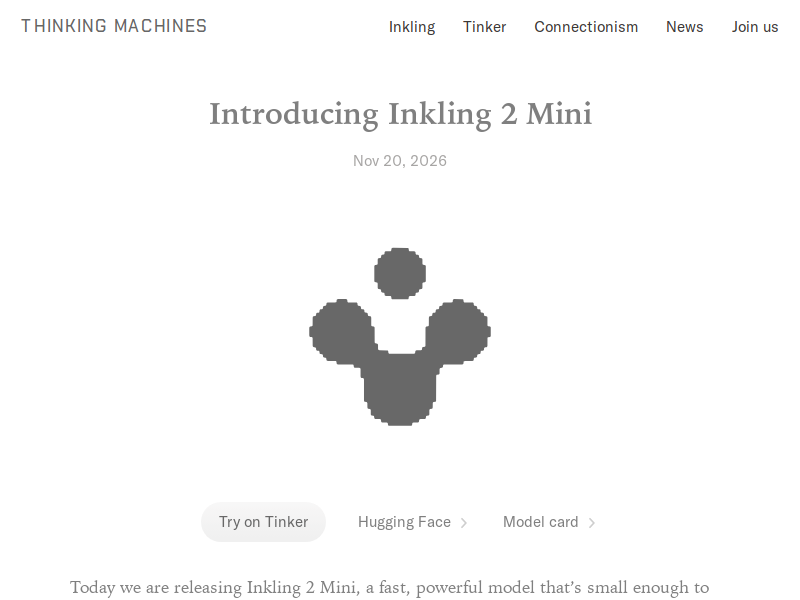 THINKING MACHINES
Inkling Tinker Connectionism News Join us
Introducing Inkling 2 Mini
Nov 20, 2026
Try on Tinker Hugging Face Model card
Today we are releasing Inkling 2 Mini, a fast, powerful model that’s small enough to